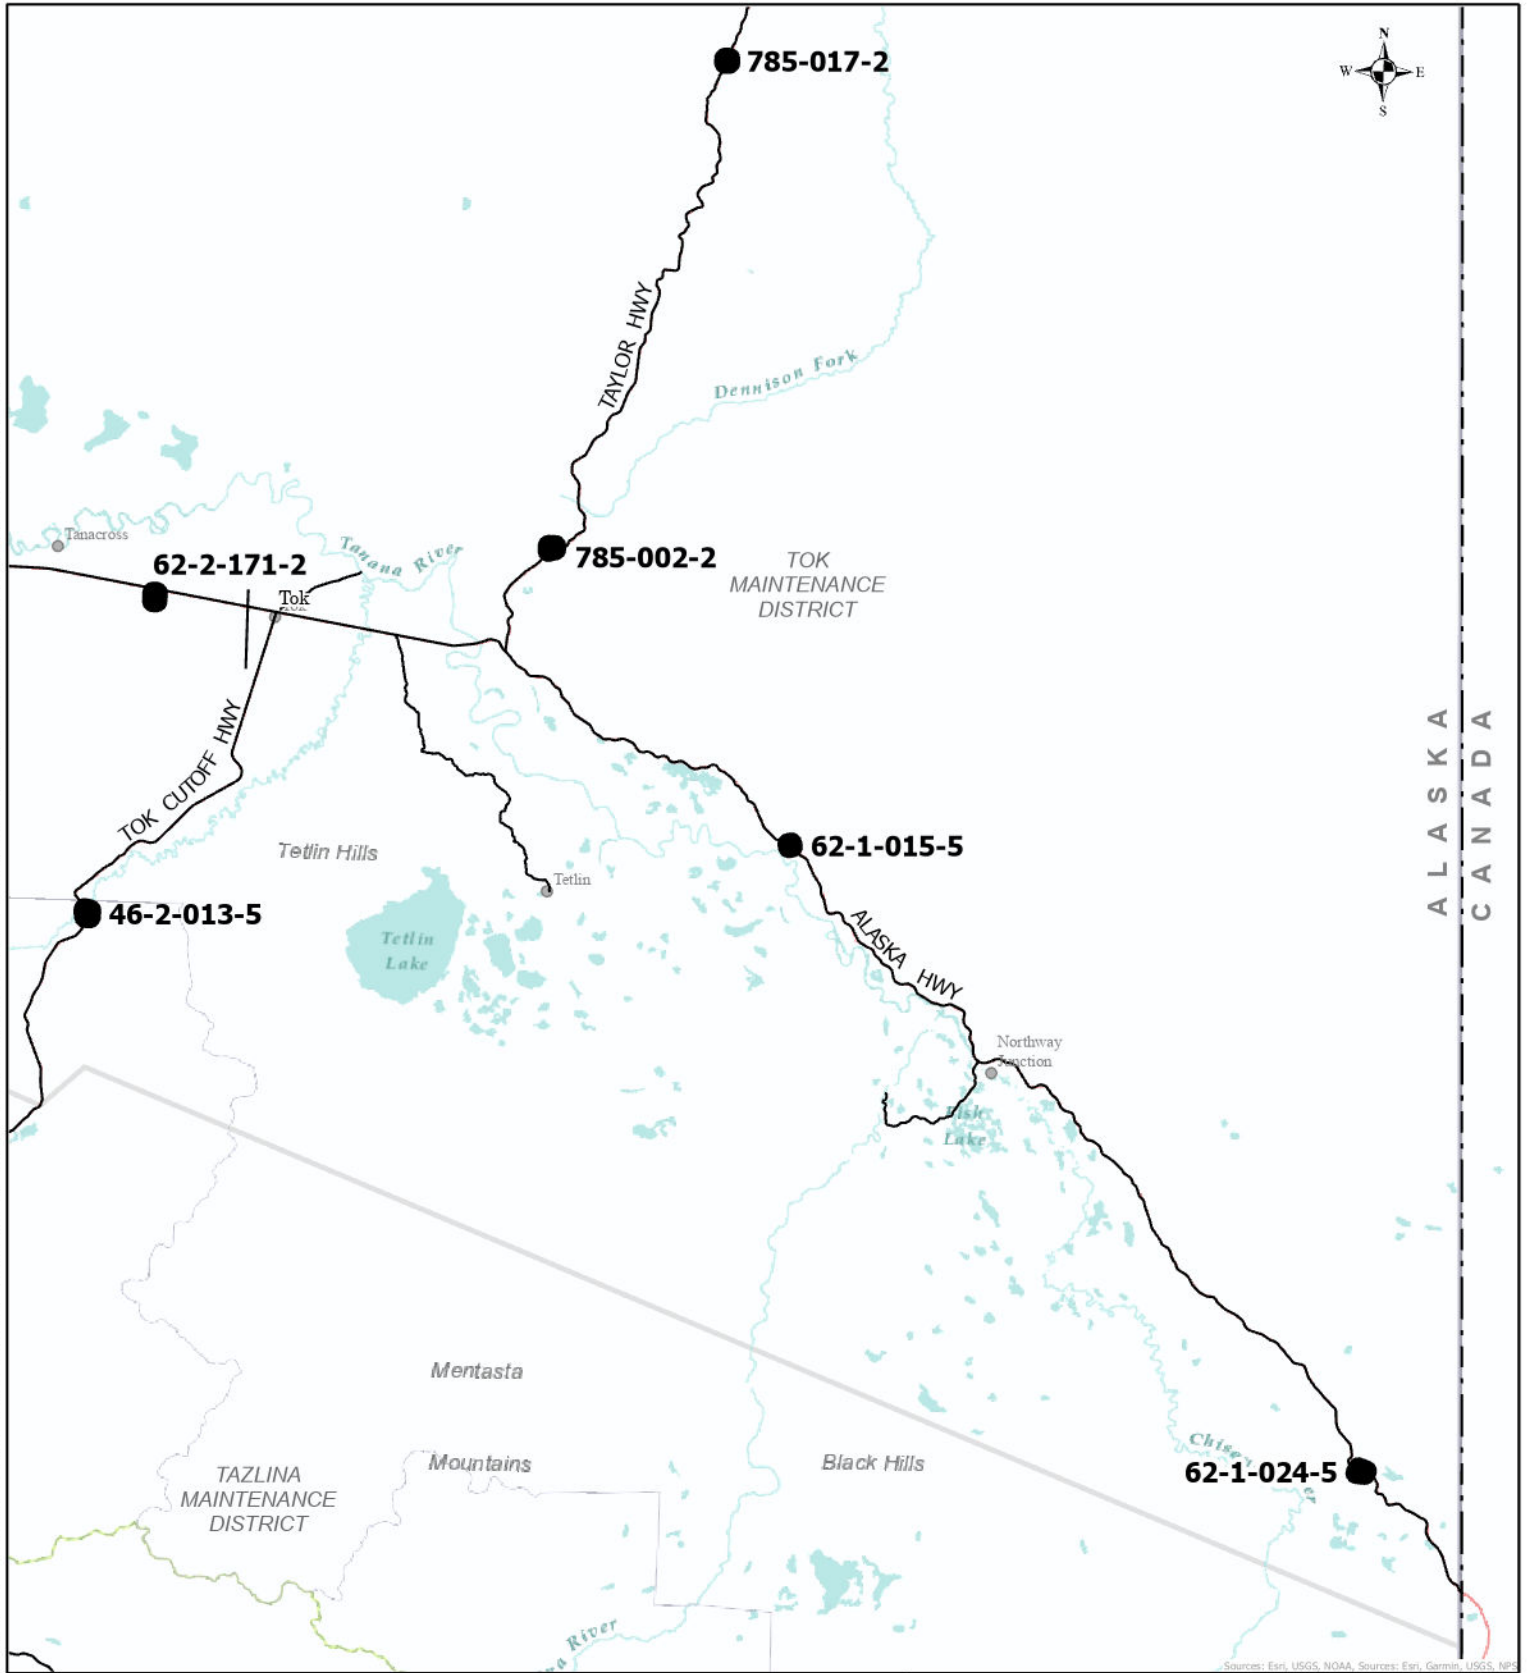 N
W E
S
785-017-2
TAYLOR HWY
Dennison Fork
Tanacross
Tanana River
62-2-171-2
785-002-2
TOK
MAINTENANCE
DISTRICT
Tok
TOK CUTOFF HWY
ALASKA
CANADA
62-1-015-5
Tetlin Hills
Tetlin
46-2-013-5
Tetlin
Lake
ALASKA HWY
Northway
Junction
Fish
Lake
Mentasta
Mountains
Black Hills
62-1-024-5
TAZLINA
MAINTENANCE
DISTRICT
River
Sources: Esri, USGS, NOAA, Sources: Esri, Garmin, USGS, NPS